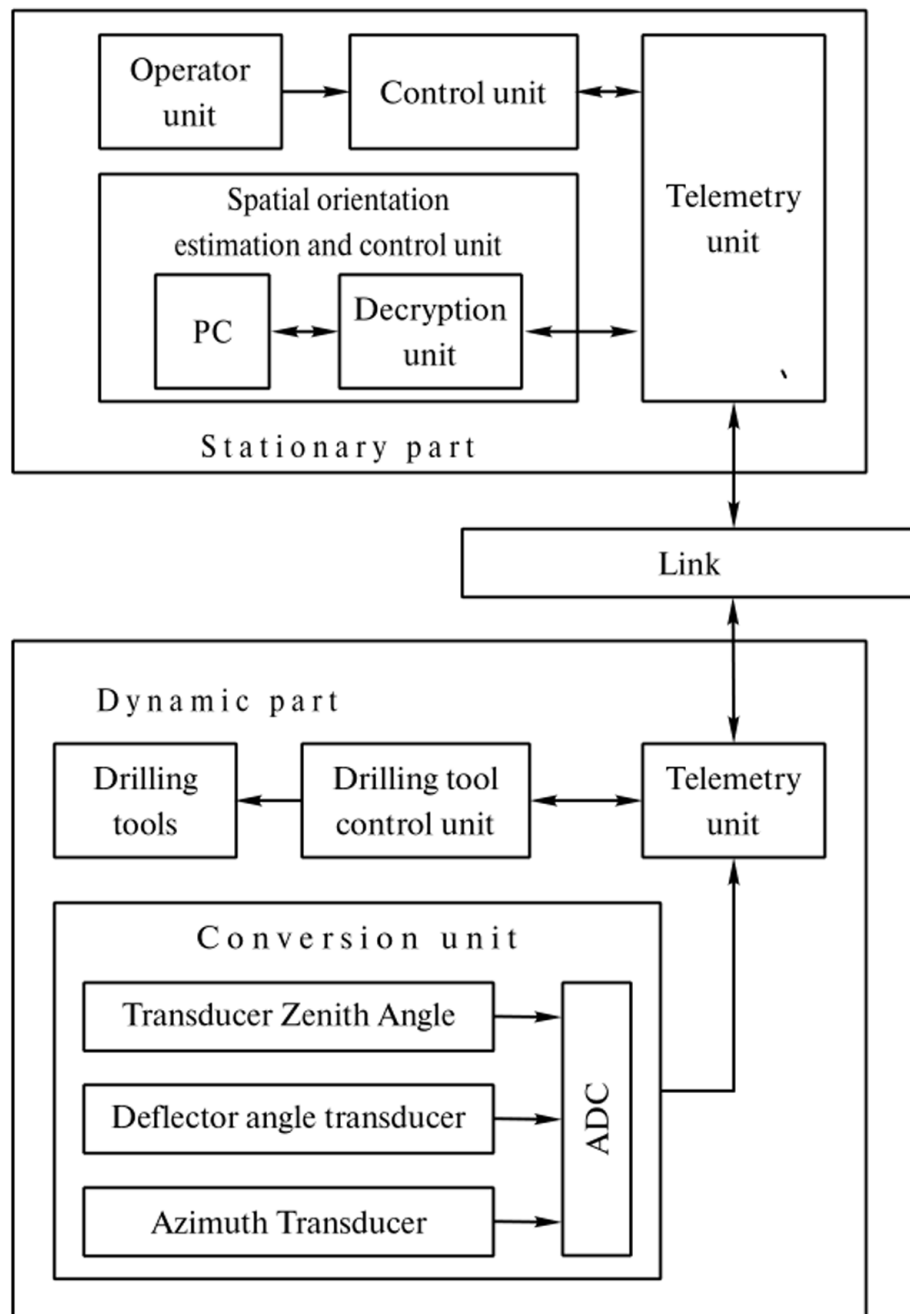 Operator
unit
Control unit
Telemetry
unit
Spatial orientation
estimation and control unit
PC
Decryption
unit
Stationary part
Link
Dynamic part
Drilling
tools
Drilling tool
control unit
Telemetry
unit
Conversion unit
Transducer Zenith Angle
Deflector angle transducer
Azimuth Transducer
ADC